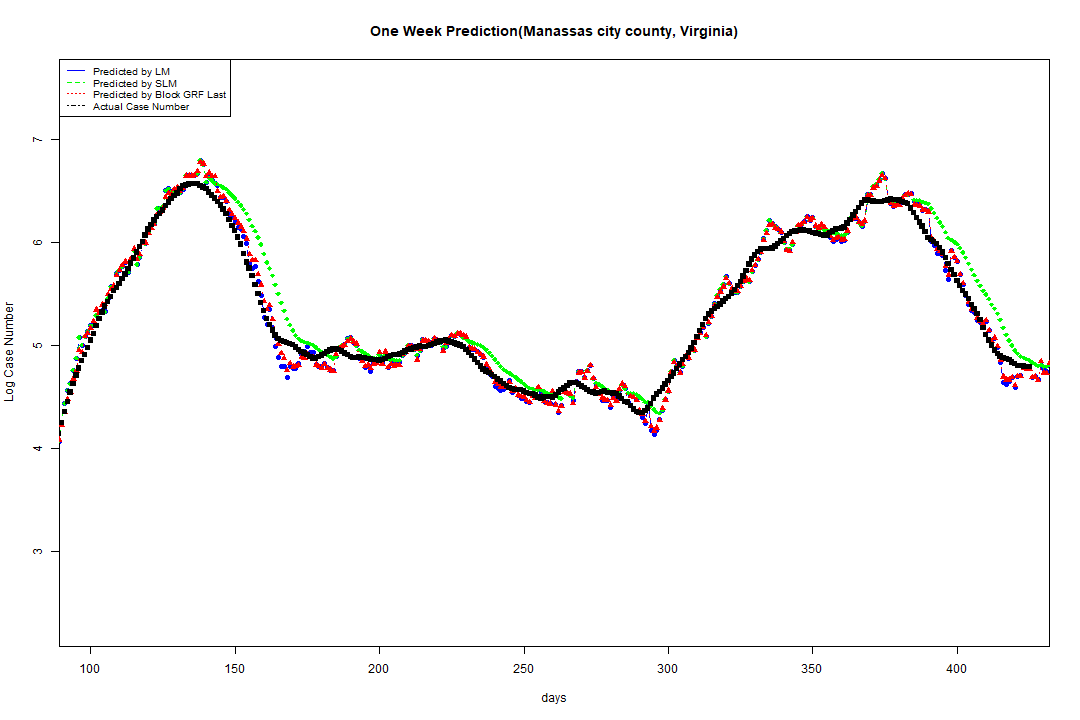 One Week Prediction(Manassas city county, Virginia)
Predicted by LM
Predicted by SLM
Predicted by Block GRF Last
Actual Case Number
7
6
5
4
3
Log Case Number
100 150 200 250 300 350 400
days